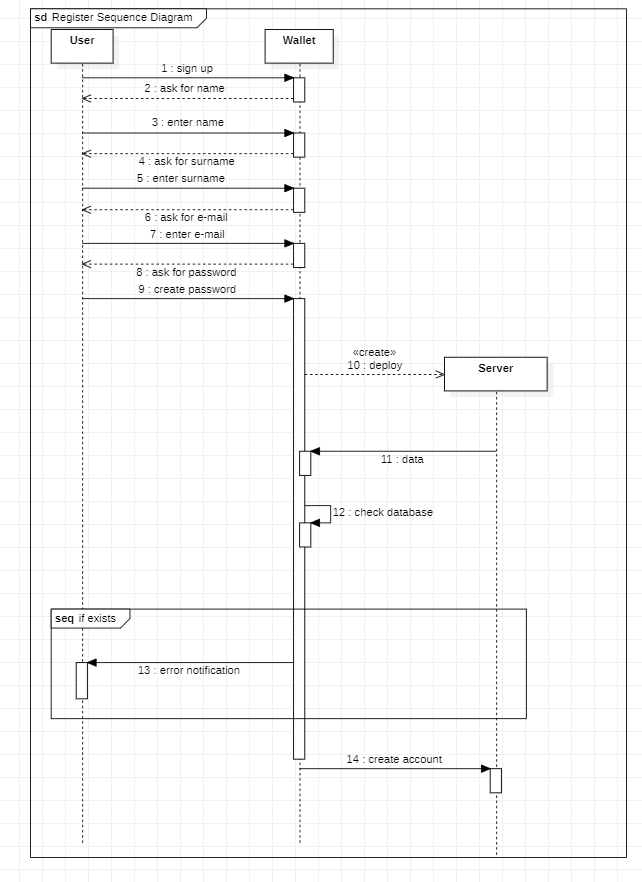 sd Register Sequence Diagram
User
Wallet
1 : sign up
2 : ask for name
3 : enter name
4 : ask for surname
5 : enter surname
6 : ask for e-mail
7 : enter e-mail
8 : ask for password
9 : create password
«create»
10 : deploy
Server
11 : data
12 : check database
seq if exists
13 : error notification
14 : create account